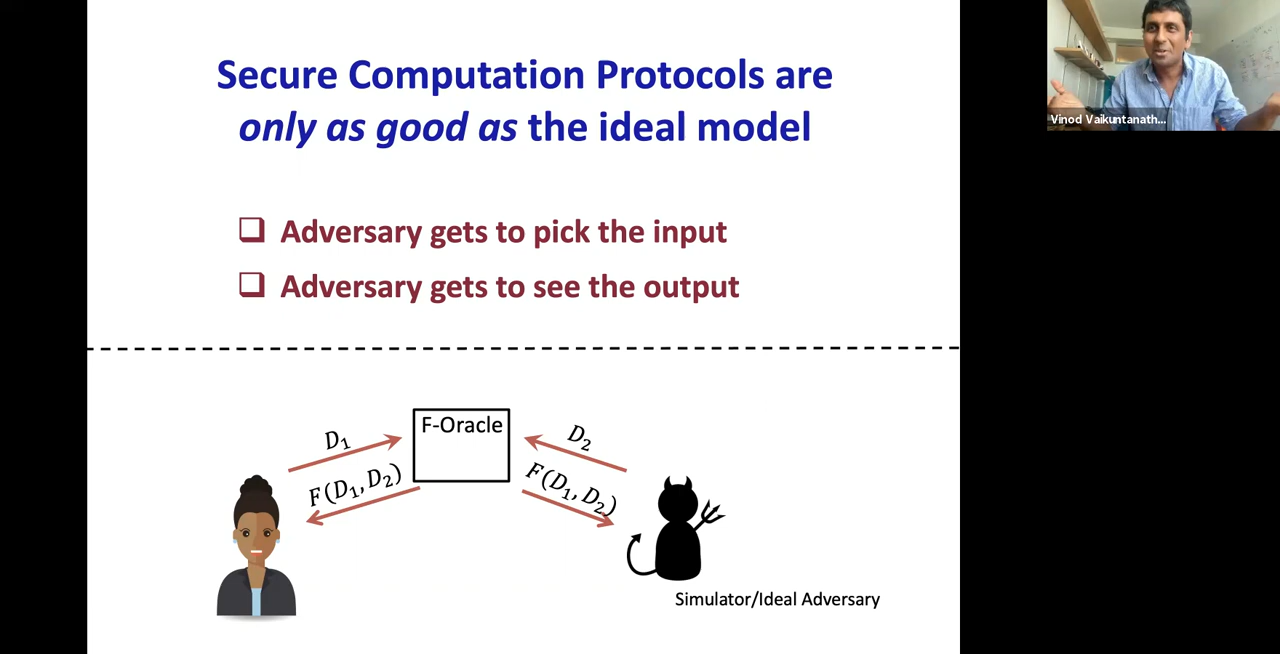 Secure Computation Protocols are
only as good as the ideal model
Adversary gets to pick the input
Adversary gets to see the output
F-Oracle
D₁
D₂
F(D₁, D₂)
F(D₁, D₂)
Simulator/Ideal Adversary
Vinod Vaikuntanath...